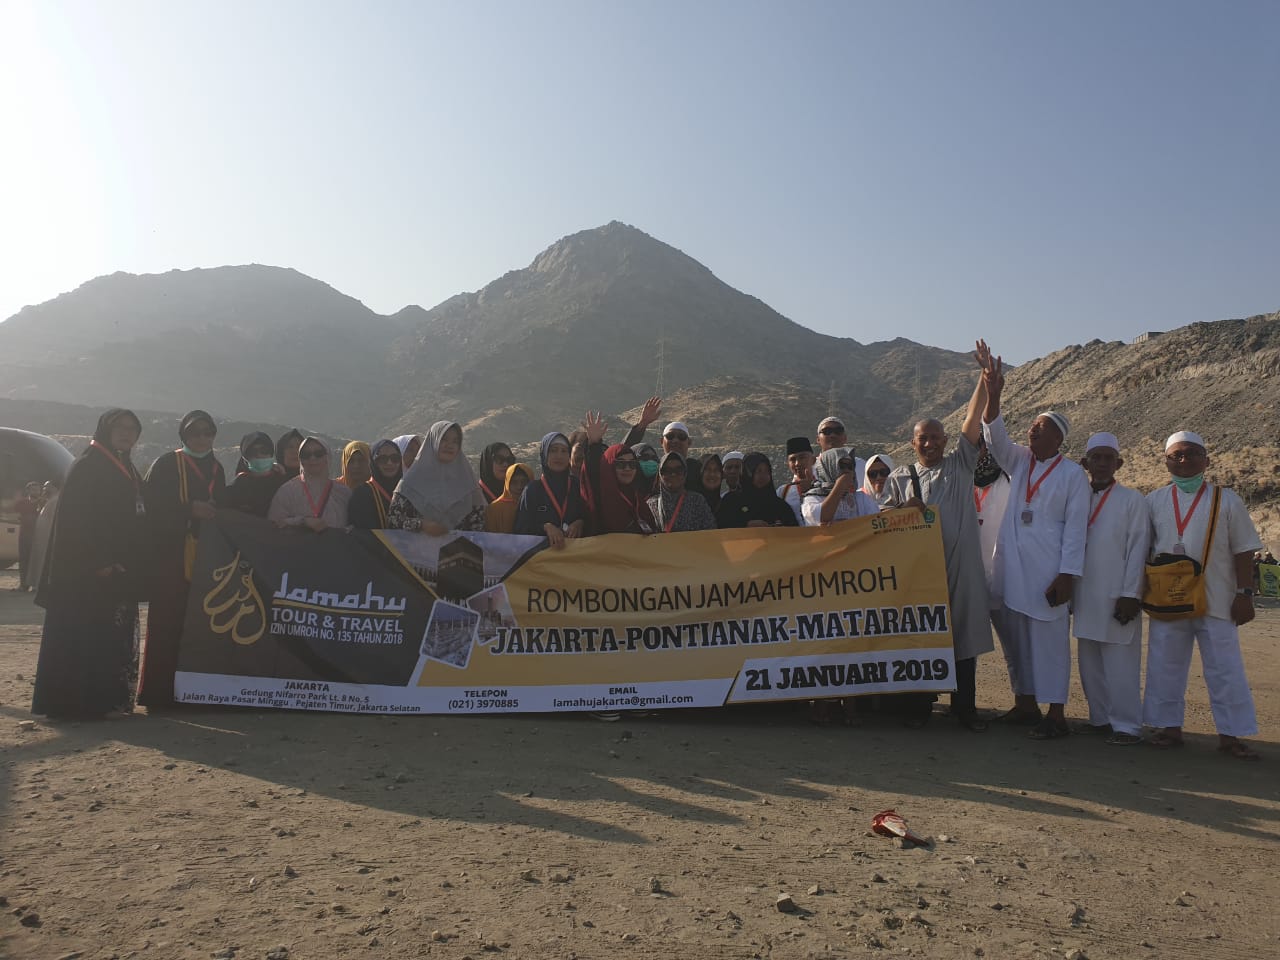 Jamahu
TOUR & TRAVEL
IZIN UMROH NO. 135 TAHUN 2018
SiPATUH
ROMBONGAN JAMAAH UMROH
JAKARTA-PONTIANAK-MATARAM
21 JANUARI 2019
JAKARTA
Gedung Nifarro Park Lt. 8 No. 5
Jalan Raya Pasar Minggu , Pejaten Timur, Jakarta Selatan
TELEPON
(021) 3970885
EMAIL
lamahujakarta@gmail.com